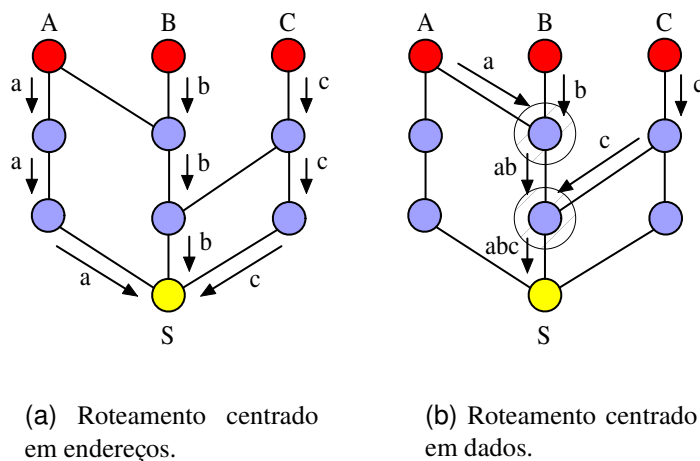 A B C
a b c
a b c
b
a c
S
A B C
a b c
ab c
abc
S
(a) Roteamento centrado
em endereços.
(b) Roteamento centrado
em dados.